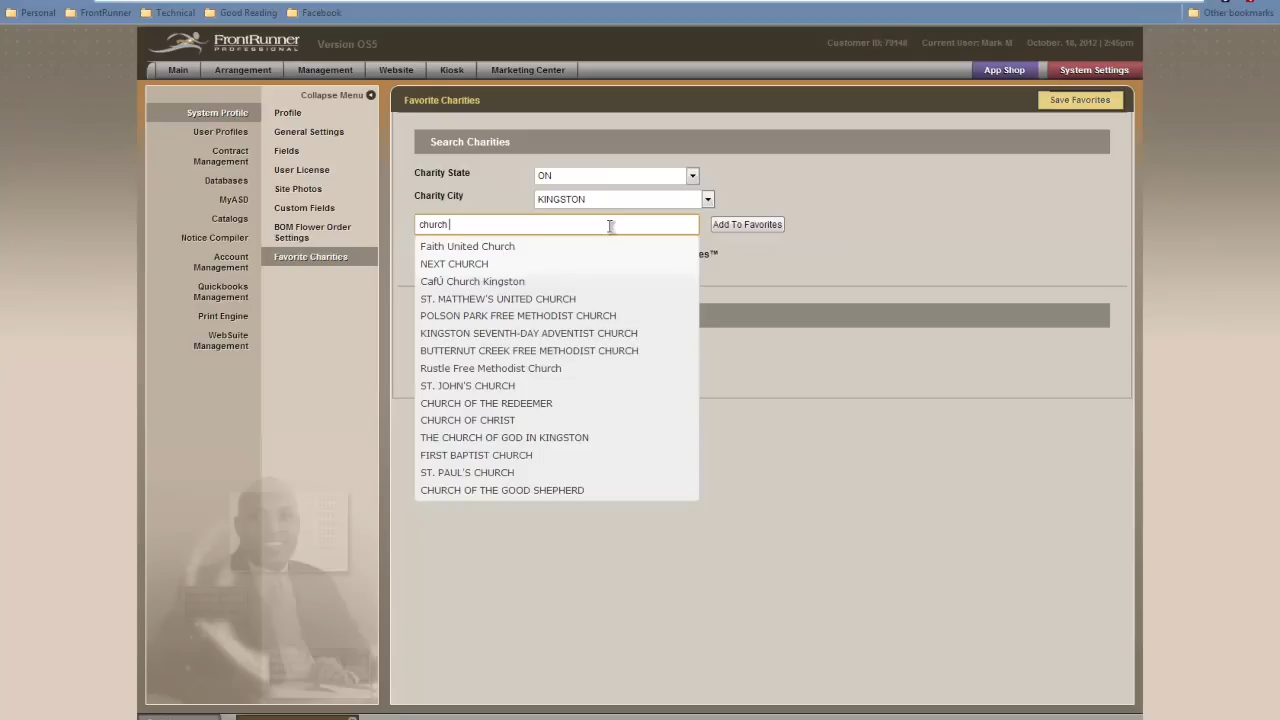 Personal FrontRunner Technical Good Reading Facebook Other bookmarks
FrontRunner
PROFESSIONAL
Version OS5
Customer ID: 79148 Current User: Mark M October. 18, 2012 | 2:45pm
Main Arrangement Management Website Kiosk Marketing Center App Shop System Settings
Collapse Menu
System Profile
User Profiles
Contract
Management
Databases
MyASD
Catalogs
Notice Compiler
Account
Management
Quickbooks
Management
Print Engine
WebSuite
Management
Profile
General Settings
Fields
User License
Site Photos
Custom Fields
BOM Flower Order
Settings
Favorite Charities
Favorite Charities
Save Favorites
Search Charities
Charity State ON
Charity City KINGSTON
church
Add To Favorites
Faith United Church
es™
NEXT CHURCH
CafÚ Church Kingston
ST. MATTHEW'S UNITED CHURCH
POLSON PARK FREE METHODIST CHURCH
KINGSTON SEVENTH-DAY ADVENTIST CHURCH
BUTTERNUT CREEK FREE METHODIST CHURCH
Rustle Free Methodist Church
ST. JOHN'S CHURCH
CHURCH OF THE REDEEMER
CHURCH OF CHRIST
THE CHURCH OF GOD IN KINGSTON
FIRST BAPTIST CHURCH
ST. PAUL'S CHURCH
CHURCH OF THE GOOD SHEPHERD